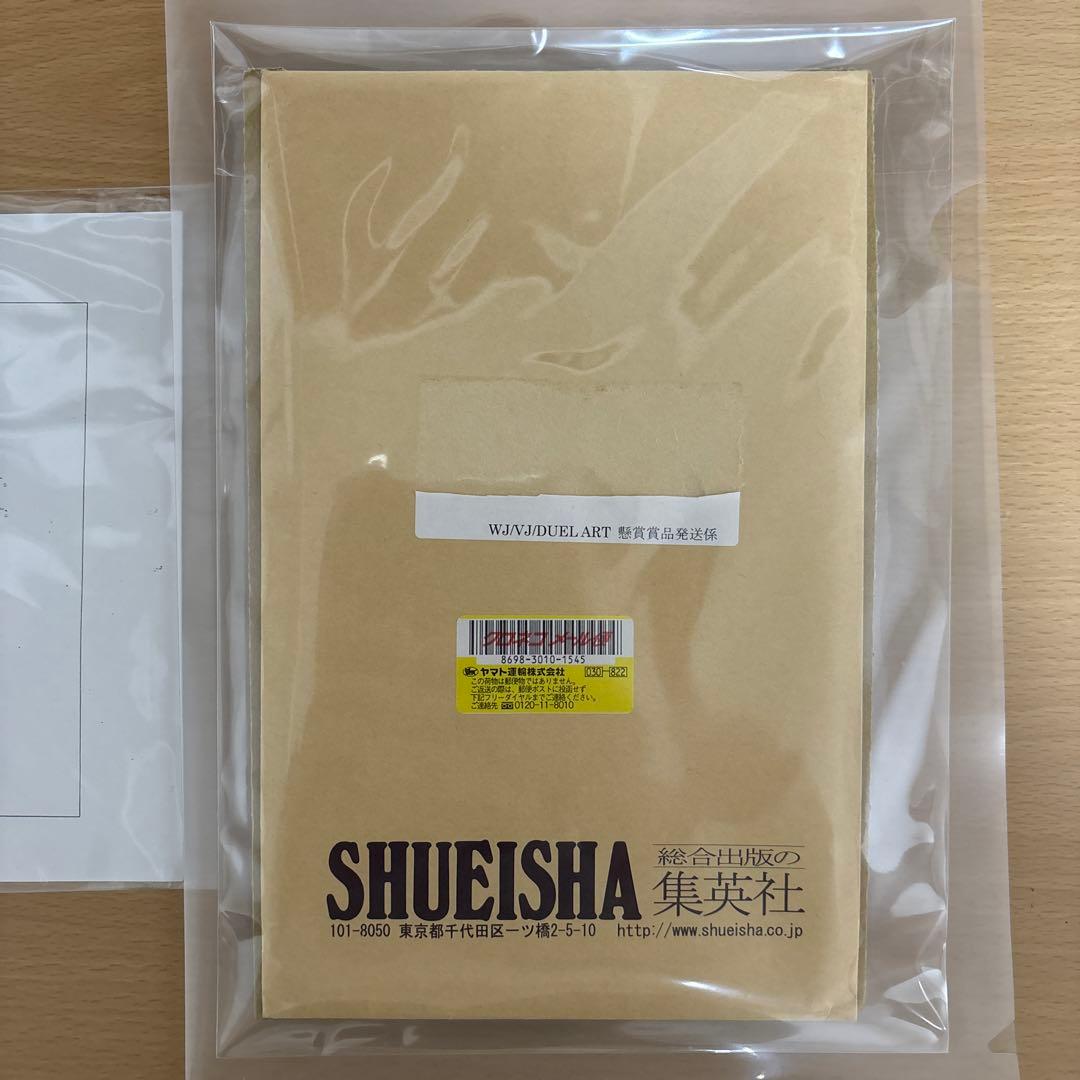 WJ/VJ/DUEL ART 懸賞賞品発送係
クロネコ メール便
8698-3010-1545
ヤマト運輸株式会社 030-822
この荷物は郵便物ではありません。
ご返送の際は、郵便ポストに投函せず
下記フリーダイヤルまでご連絡ください。
ご連絡先 0120-11-8010
SHUEISHA 総合出版の
集英社
101-8050 東京都千代田区一ツ橋2-5-10 http://www.shueisha.co.jp